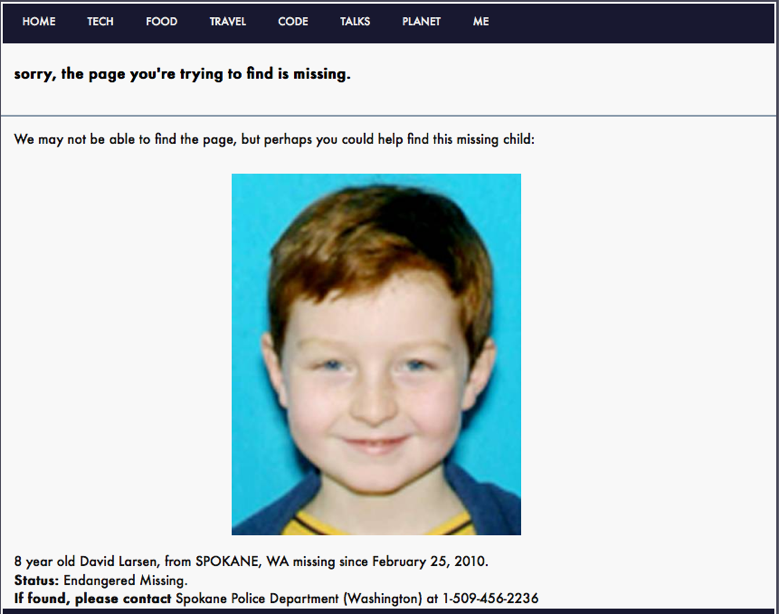 HOME TECH FOOD TRAVEL CODE TALKS PLANET ME
sorry, the page you're trying to find is missing.
We may not be able to find the page, but perhaps you could help find this missing child:
8 year old David Larsen, from SPOKANE, WA missing since February 25, 2010.
Status: Endangered Missing.
If found, please contact Spokane Police Department (Washington) at 1-509-456-2236